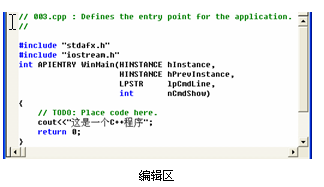 // 003.cpp : Defines the entry point for the application.
//
#include "stdafx.h"
#include "iostream.h"
int APIENTRY WinMain(HINSTANCE hInstance,
HINSTANCE hPrevInstance,
LPSTR lpCmdLine,
int nCmdShow)
{
// TODO: Place code here.
cout<<"这是一个C++程序";
return 0;
}
编辑区